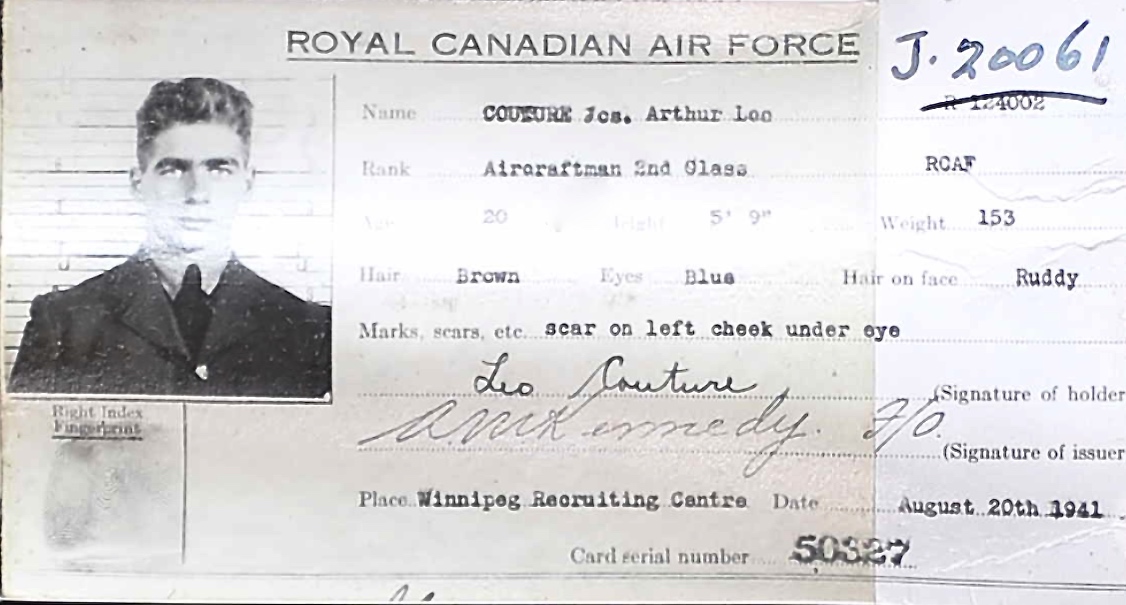 ROYAL CANADIAN AIR FORCE
J. 20061
R 124002
Name COUTURE Jos. Arthur Leo
Rank Aircraftman 2nd Class RCAF
Age 20 Height 5' 9" Weight 153
Hair Brown Eyes Blue Hair on face Ruddy
Marks, scars, etc. scar on left cheek under eye
Leo Couture (Signature of holder
Kennedy. F/O. (Signature of issuer
Right Index
Fingerprint
Place Winnipeg Recruiting Centre Date August 20th 1941
Card serial number 50327